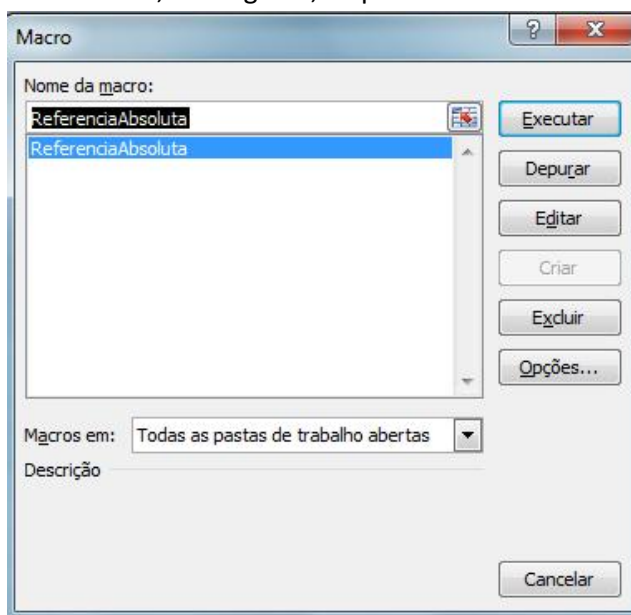 Macro
Nome da macro:
ReferenciaAbsoluta
ReferenciaAbsoluta
Executar
Depurar
Editar
Criar
Excluir
Opções...
Macros em: Todas as pastas de trabalho abertas
Descrição
Cancelar